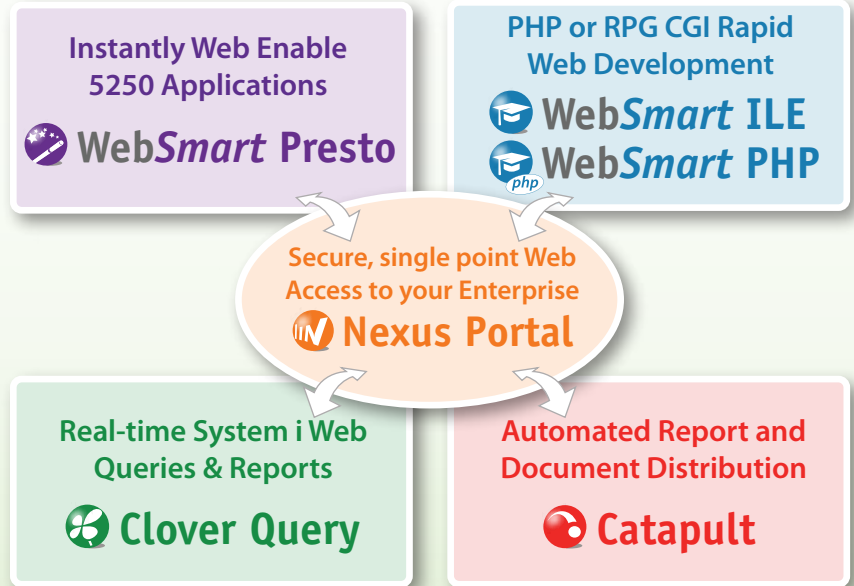 Instantly Web Enable
5250 Applications
WebSmart Presto
PHP or RPG CGI Rapid
Web Development
WebSmart ILE
WebSmart PHP
php
Secure, single point Web
Access to your Enterprise
Nexus Portal
Real-time System i Web
Queries & Reports
Clover Query
Automated Report and
Document Distribution
Catapult